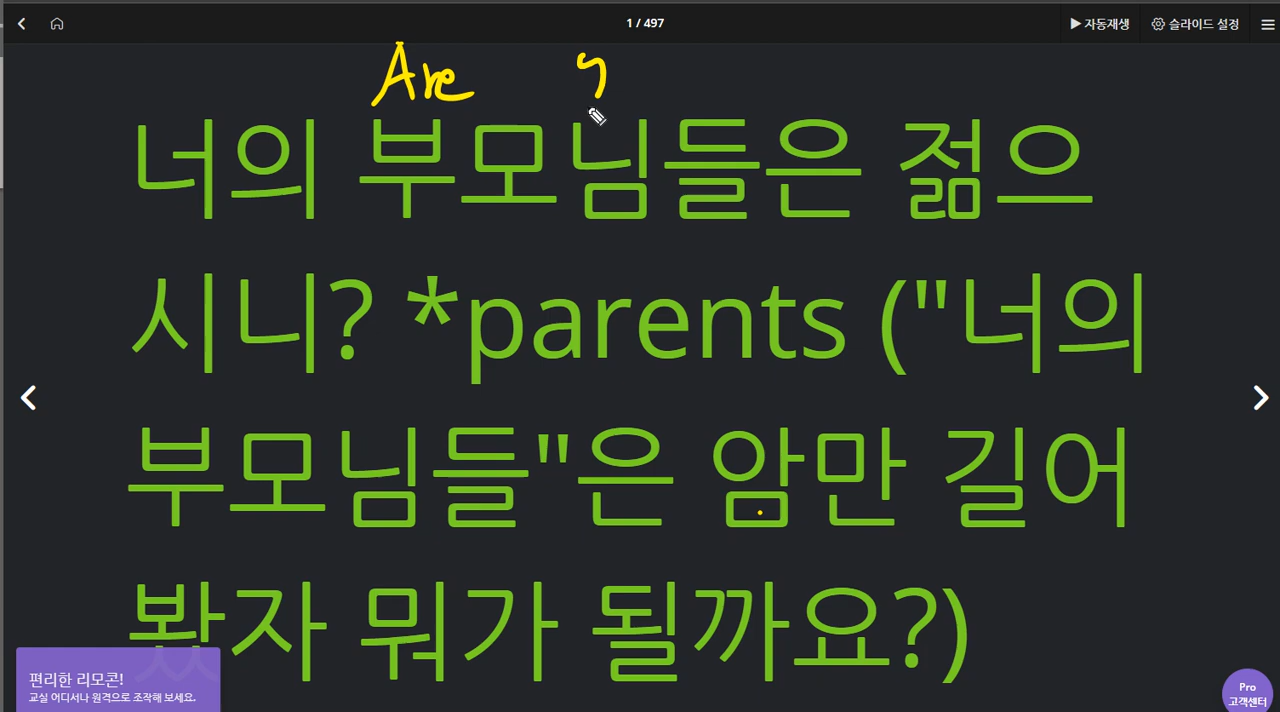 1 / 497
자동재생
슬라이드 설정
Are y
너의 부모님들은 젊으
시니? *parents ("너의
부모님들"은 암만 길어
봤자 뭐가 될까요?)
편리한 리모콘!
교실 어디서나 원격으로 조작해 보세요.
Pro
고객센터